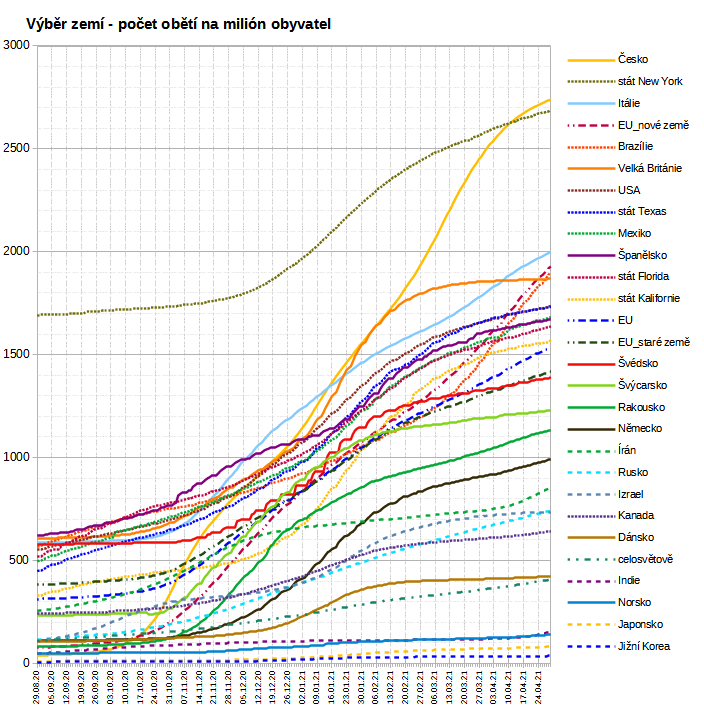 Výběr zemí - počet obětí na milión obyvatel
3000
2500
2000
1500
1000
500
0
Česko
stát New York
Itálie
EU_nové země
Brazílie
Velká Británie
USA
stát Texas
Mexiko
Španělsko
stát Florida
stát Kalifornie
EU
EU_staré země
Švédsko
Švýcarsko
Rakousko
Německo
Írán
Rusko
Izrael
Kanada
Dánsko
celosvětově
Indie
Norsko
Japonsko
Jižní Korea
29.08.20
05.09.20
12.09.20
19.09.20
26.09.20
03.10.20
10.10.20
17.10.20
24.10.20
31.10.20
07.11.20
14.11.20
21.11.20
28.11.20
05.12.20
12.12.20
19.12.20
26.12.20
02.01.21
09.01.21
16.01.21
23.01.21
30.01.21
06.02.21
13.02.21
20.02.21
27.02.21
06.03.21
13.03.21
20.03.21
27.03.21
03.04.21
10.04.21
17.04.21
24.04.21